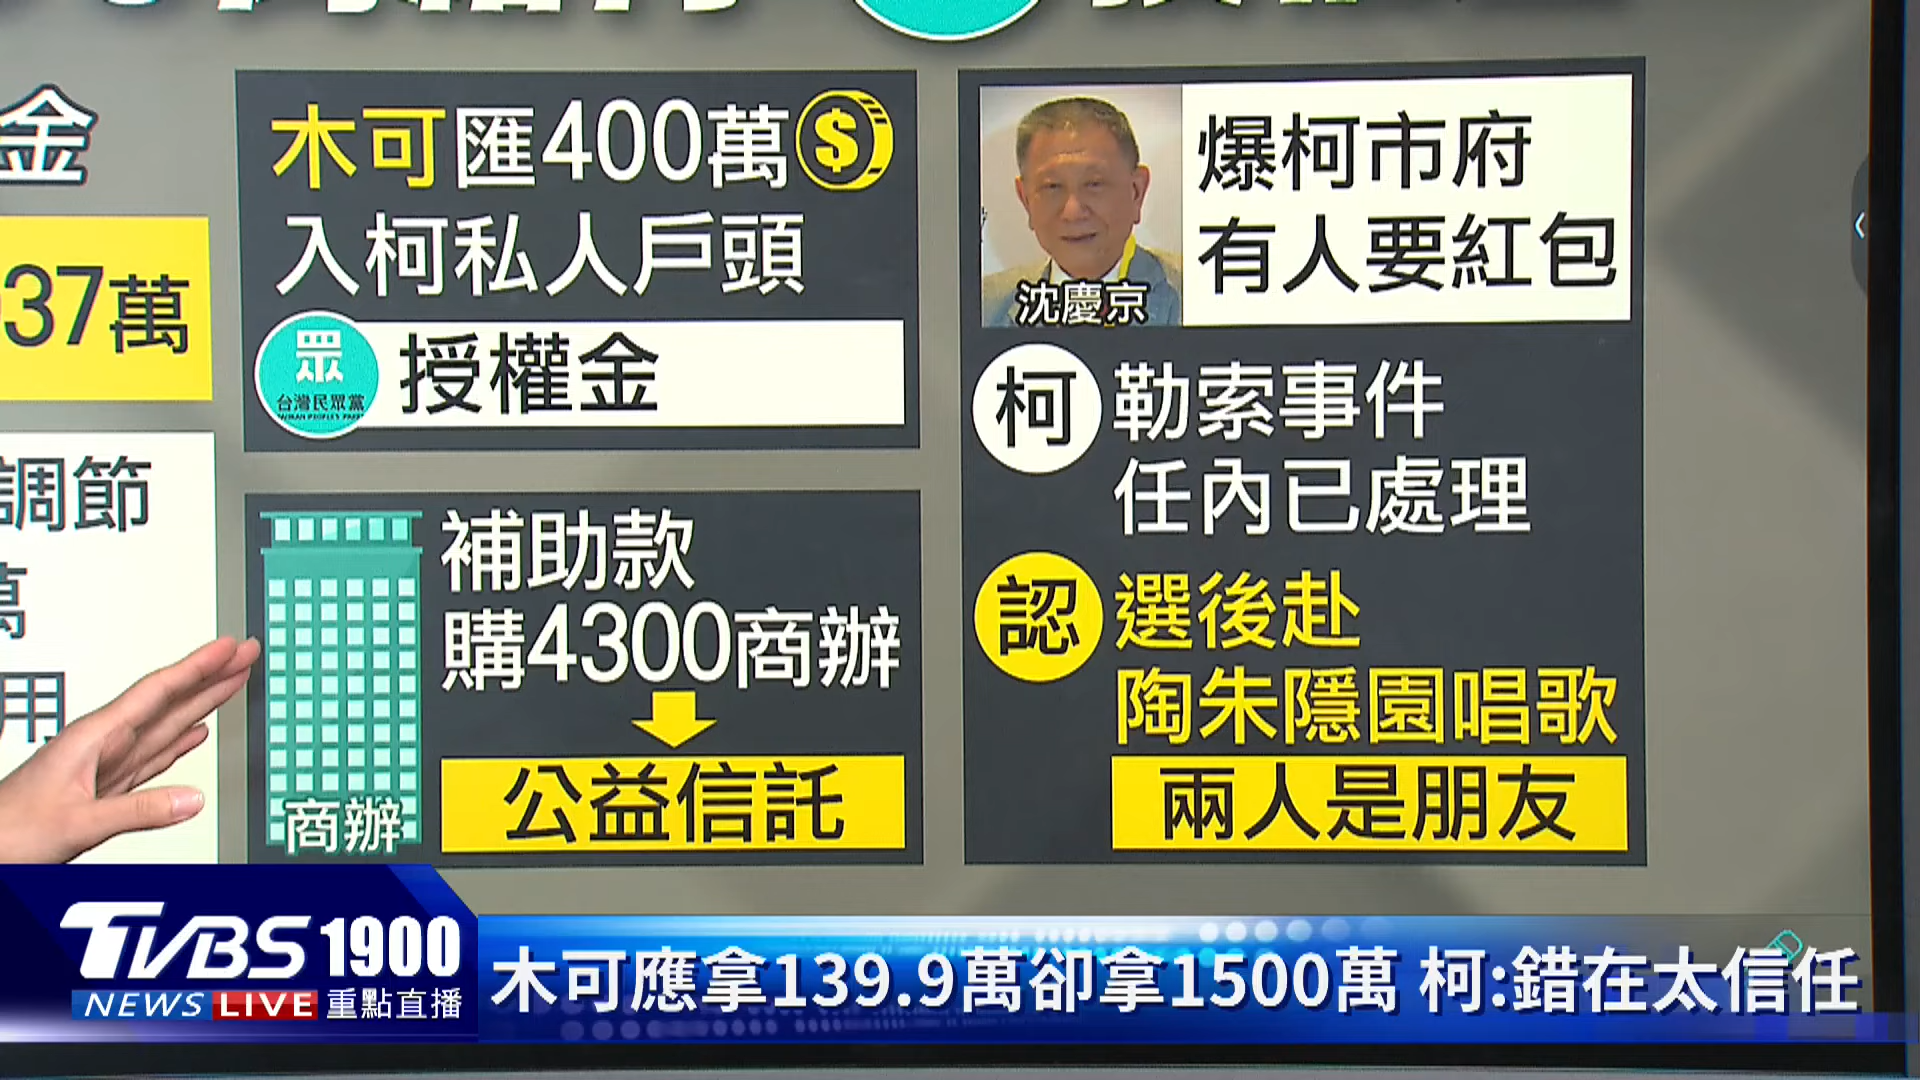 金
37萬
調節
萬
用
木可匯400萬
入柯私人戶頭
眾
台灣民眾黨
授權金
補助款
購4300商辦
商辦
公益信託
爆柯市府
有人要紅包
沈慶京
柯 勒索事件
任內已處理
認 選後赴
陶朱隱園唱歌
兩人是朋友
TVBS 1900
NEWS LIVE 重點直播
木可應拿139.9萬卻拿1500萬 柯:錯在太信任